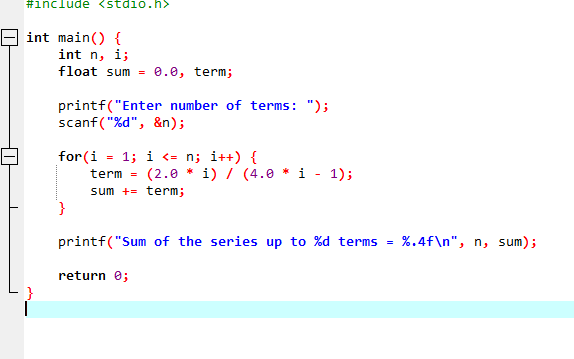 #include <stdio.h>
int main() {
int n, i;
float sum = 0.0, term;
printf("Enter number of terms: ");
scanf("%d", &n);
for(i = 1; i <= n; i++) {
term = (2.0 * i) / (4.0 * i - 1);
sum += term;
}
printf("Sum of the series up to %d terms = %.4f\n", n, sum);
return 0;
}